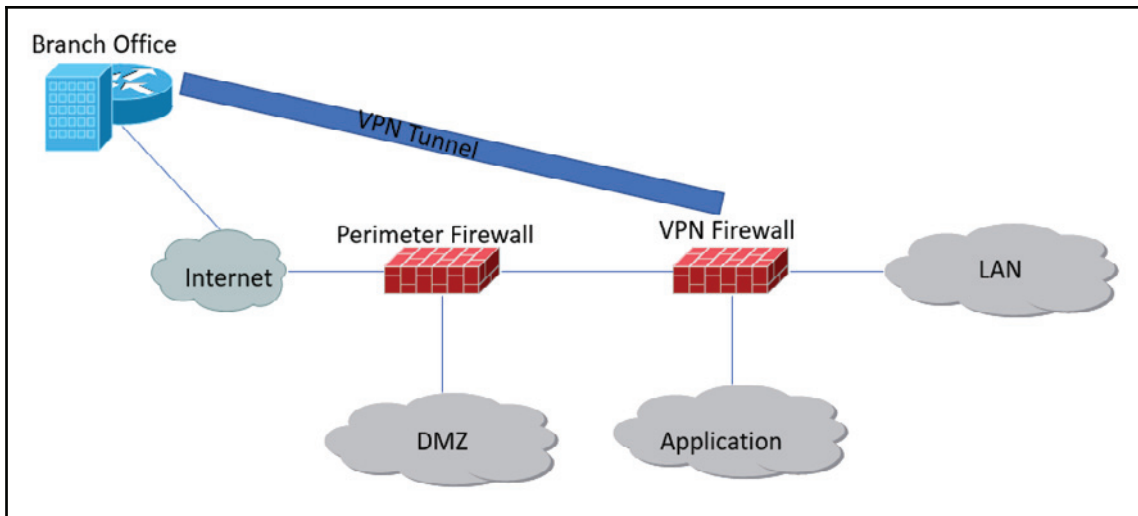 Branch Office
VPN Tunnel
Perimeter Firewall
VPN Firewall
Internet
LAN
DMZ
Application